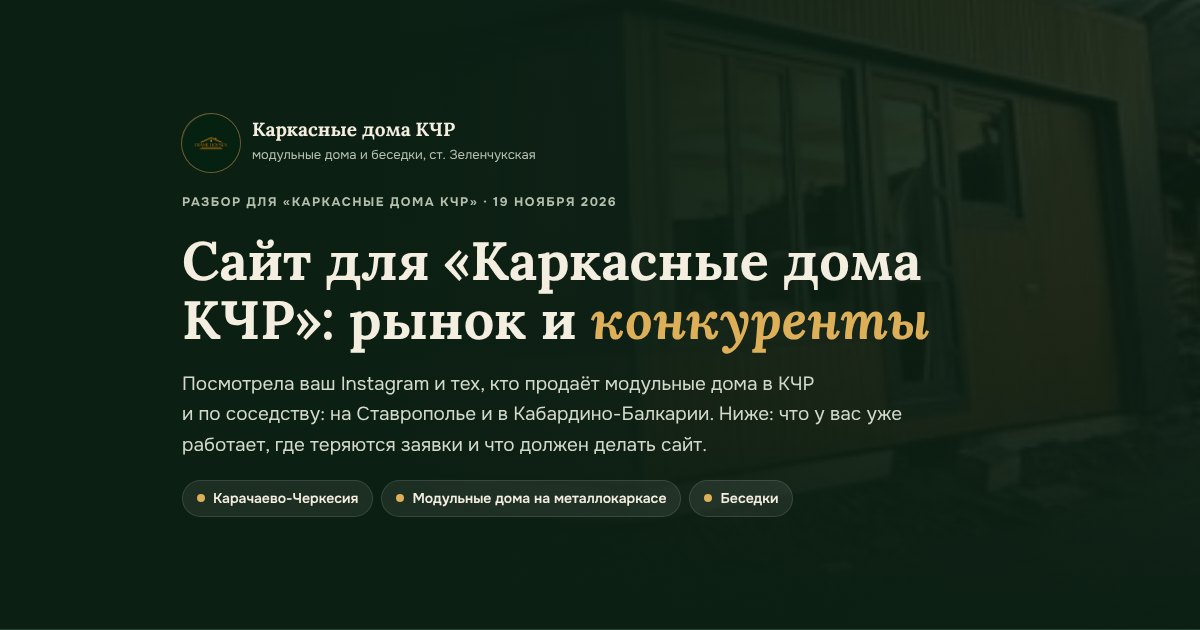 Каркасные дома КЧР
модульные дома и беседки, ст. Зеленчукская
РАЗБОР ДЛЯ «КАРКАСНЫЕ ДОМА КЧР» · 19 НОЯБРЯ 2026
Сайт для «Каркасные дома
КЧР»: рынок и конкуренты
Посмотрела ваш Instagram и тех, кто продаёт модульные дома в КЧР
и по соседству: на Ставрополье и в Кабардино-Балкарии. Ниже: что у вас уже
работает, где теряются заявки и что должен делать сайт.
Карачаево-Черкесия
Модульные дома на металлокаркасе
Беседки